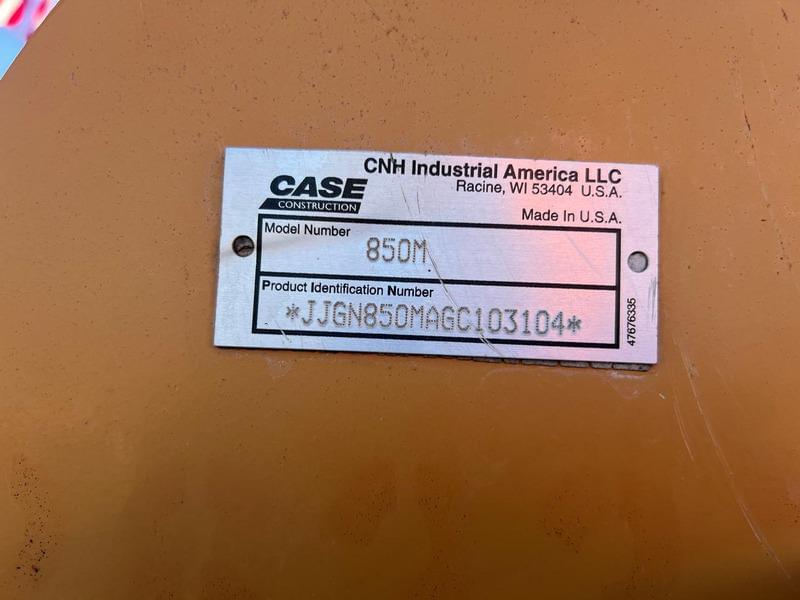 CNH Industrial America LLC
Racine, WI 53404 U.S.A.
CASE
CONSTRUCTION
Made In U.S.A.
Model Number
850M
Product Identification Number
*JJGN850MAGC103104*
47676335